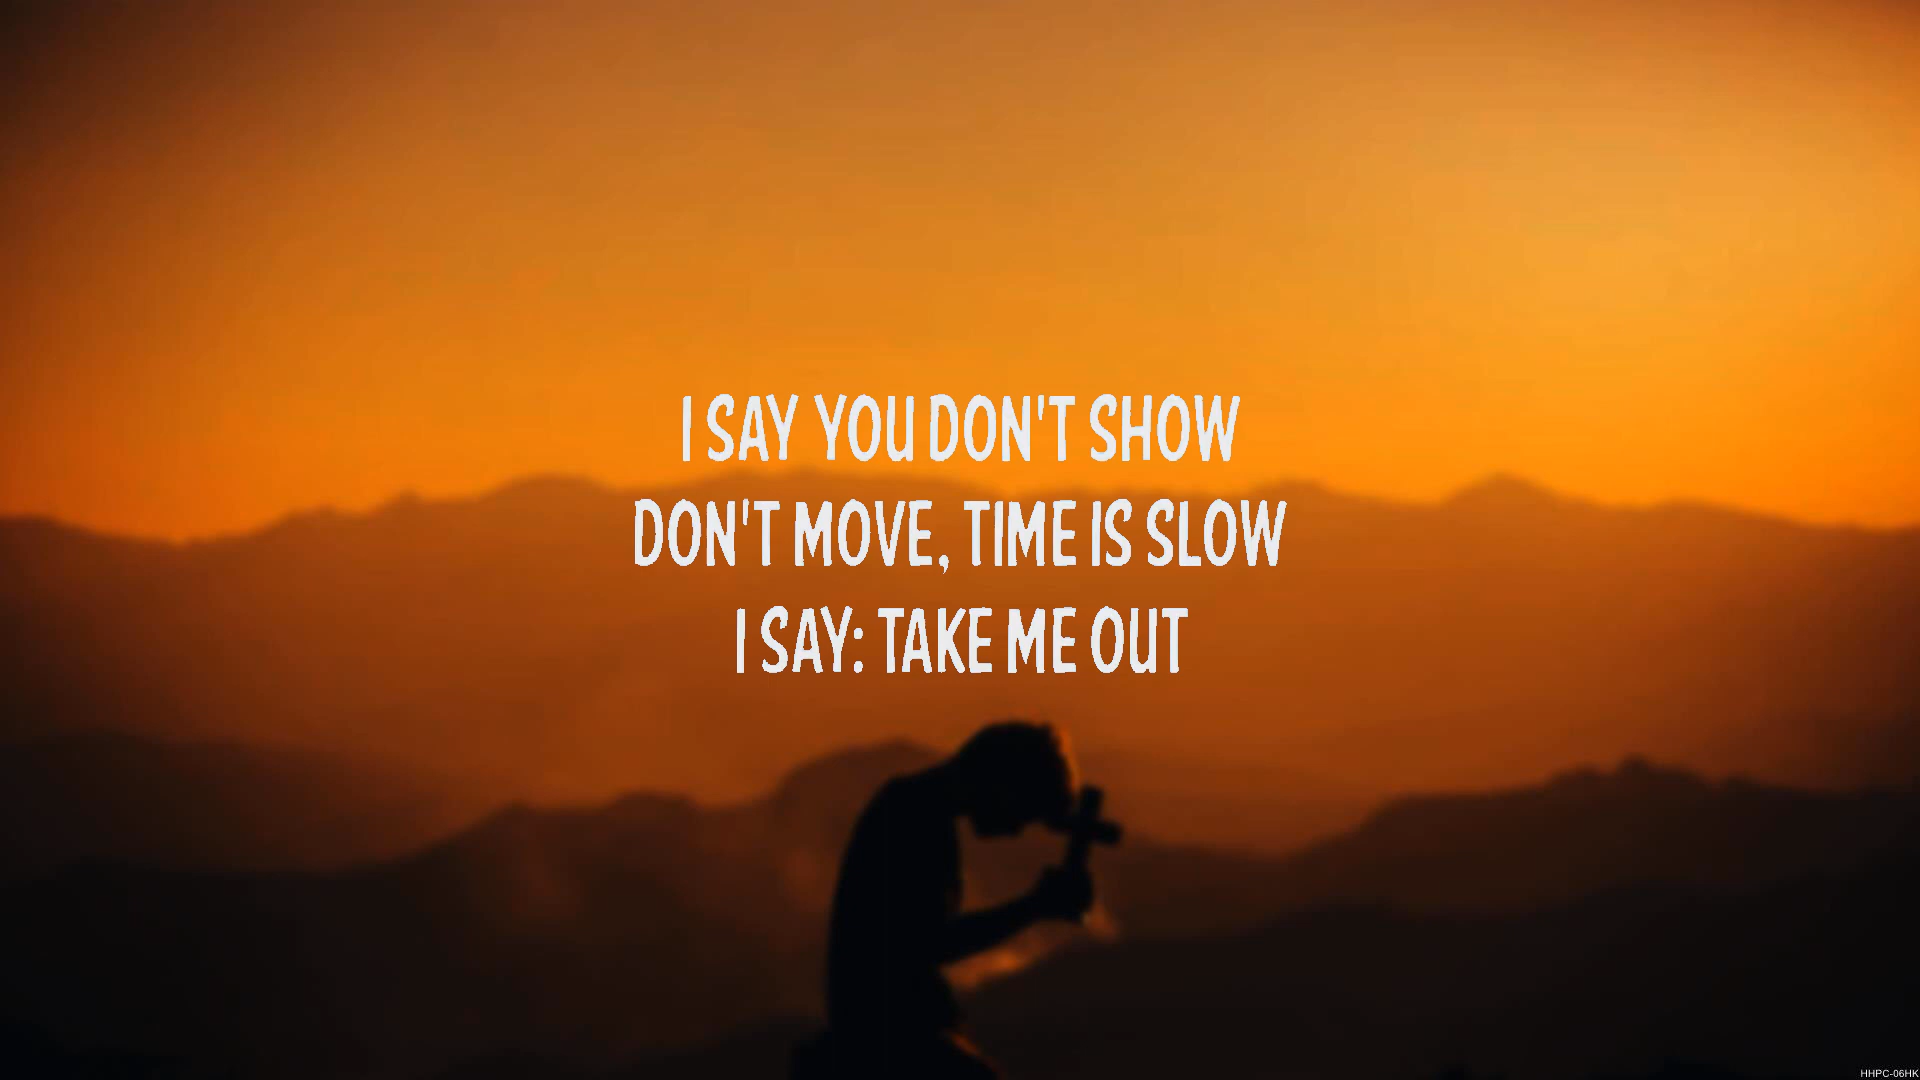 I SAY YOU DON'T SHOW
DON'T MOVE, TIME IS SLOW
I SAY: TAKE ME OUT
HHPC-06HK